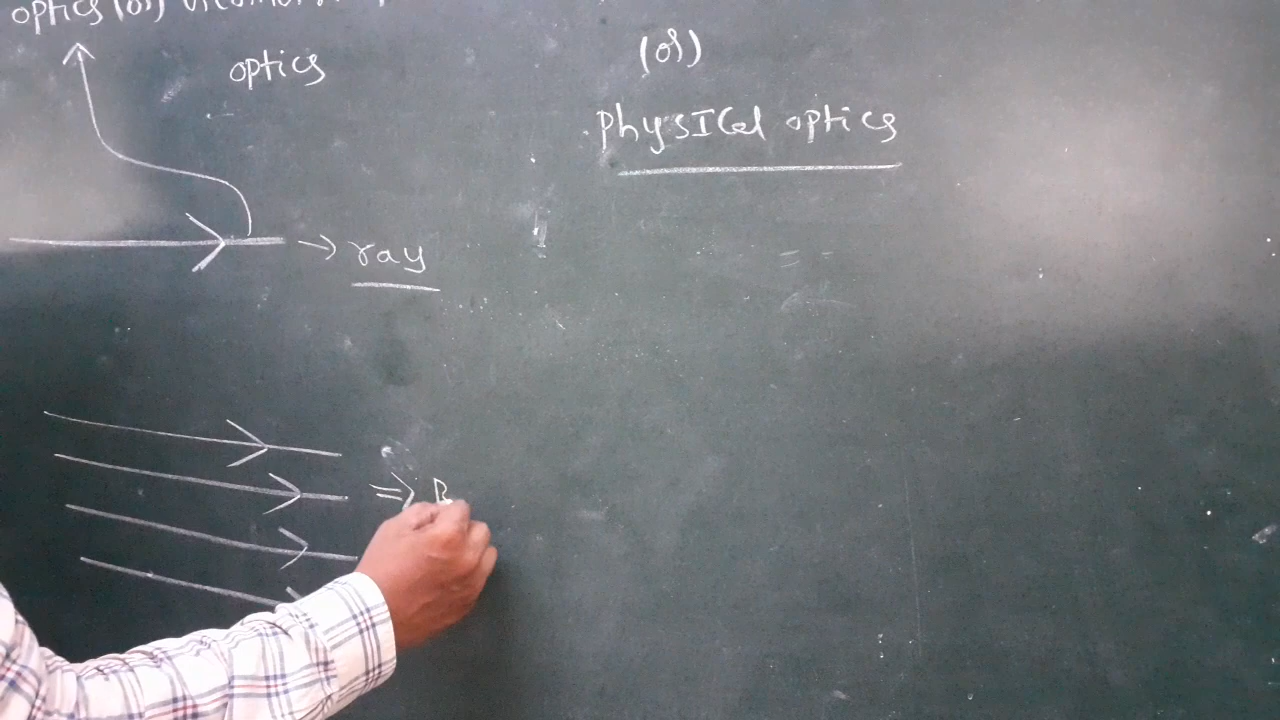 optics (or)
optics
→ ray
⇒ B
(or)
physical optics